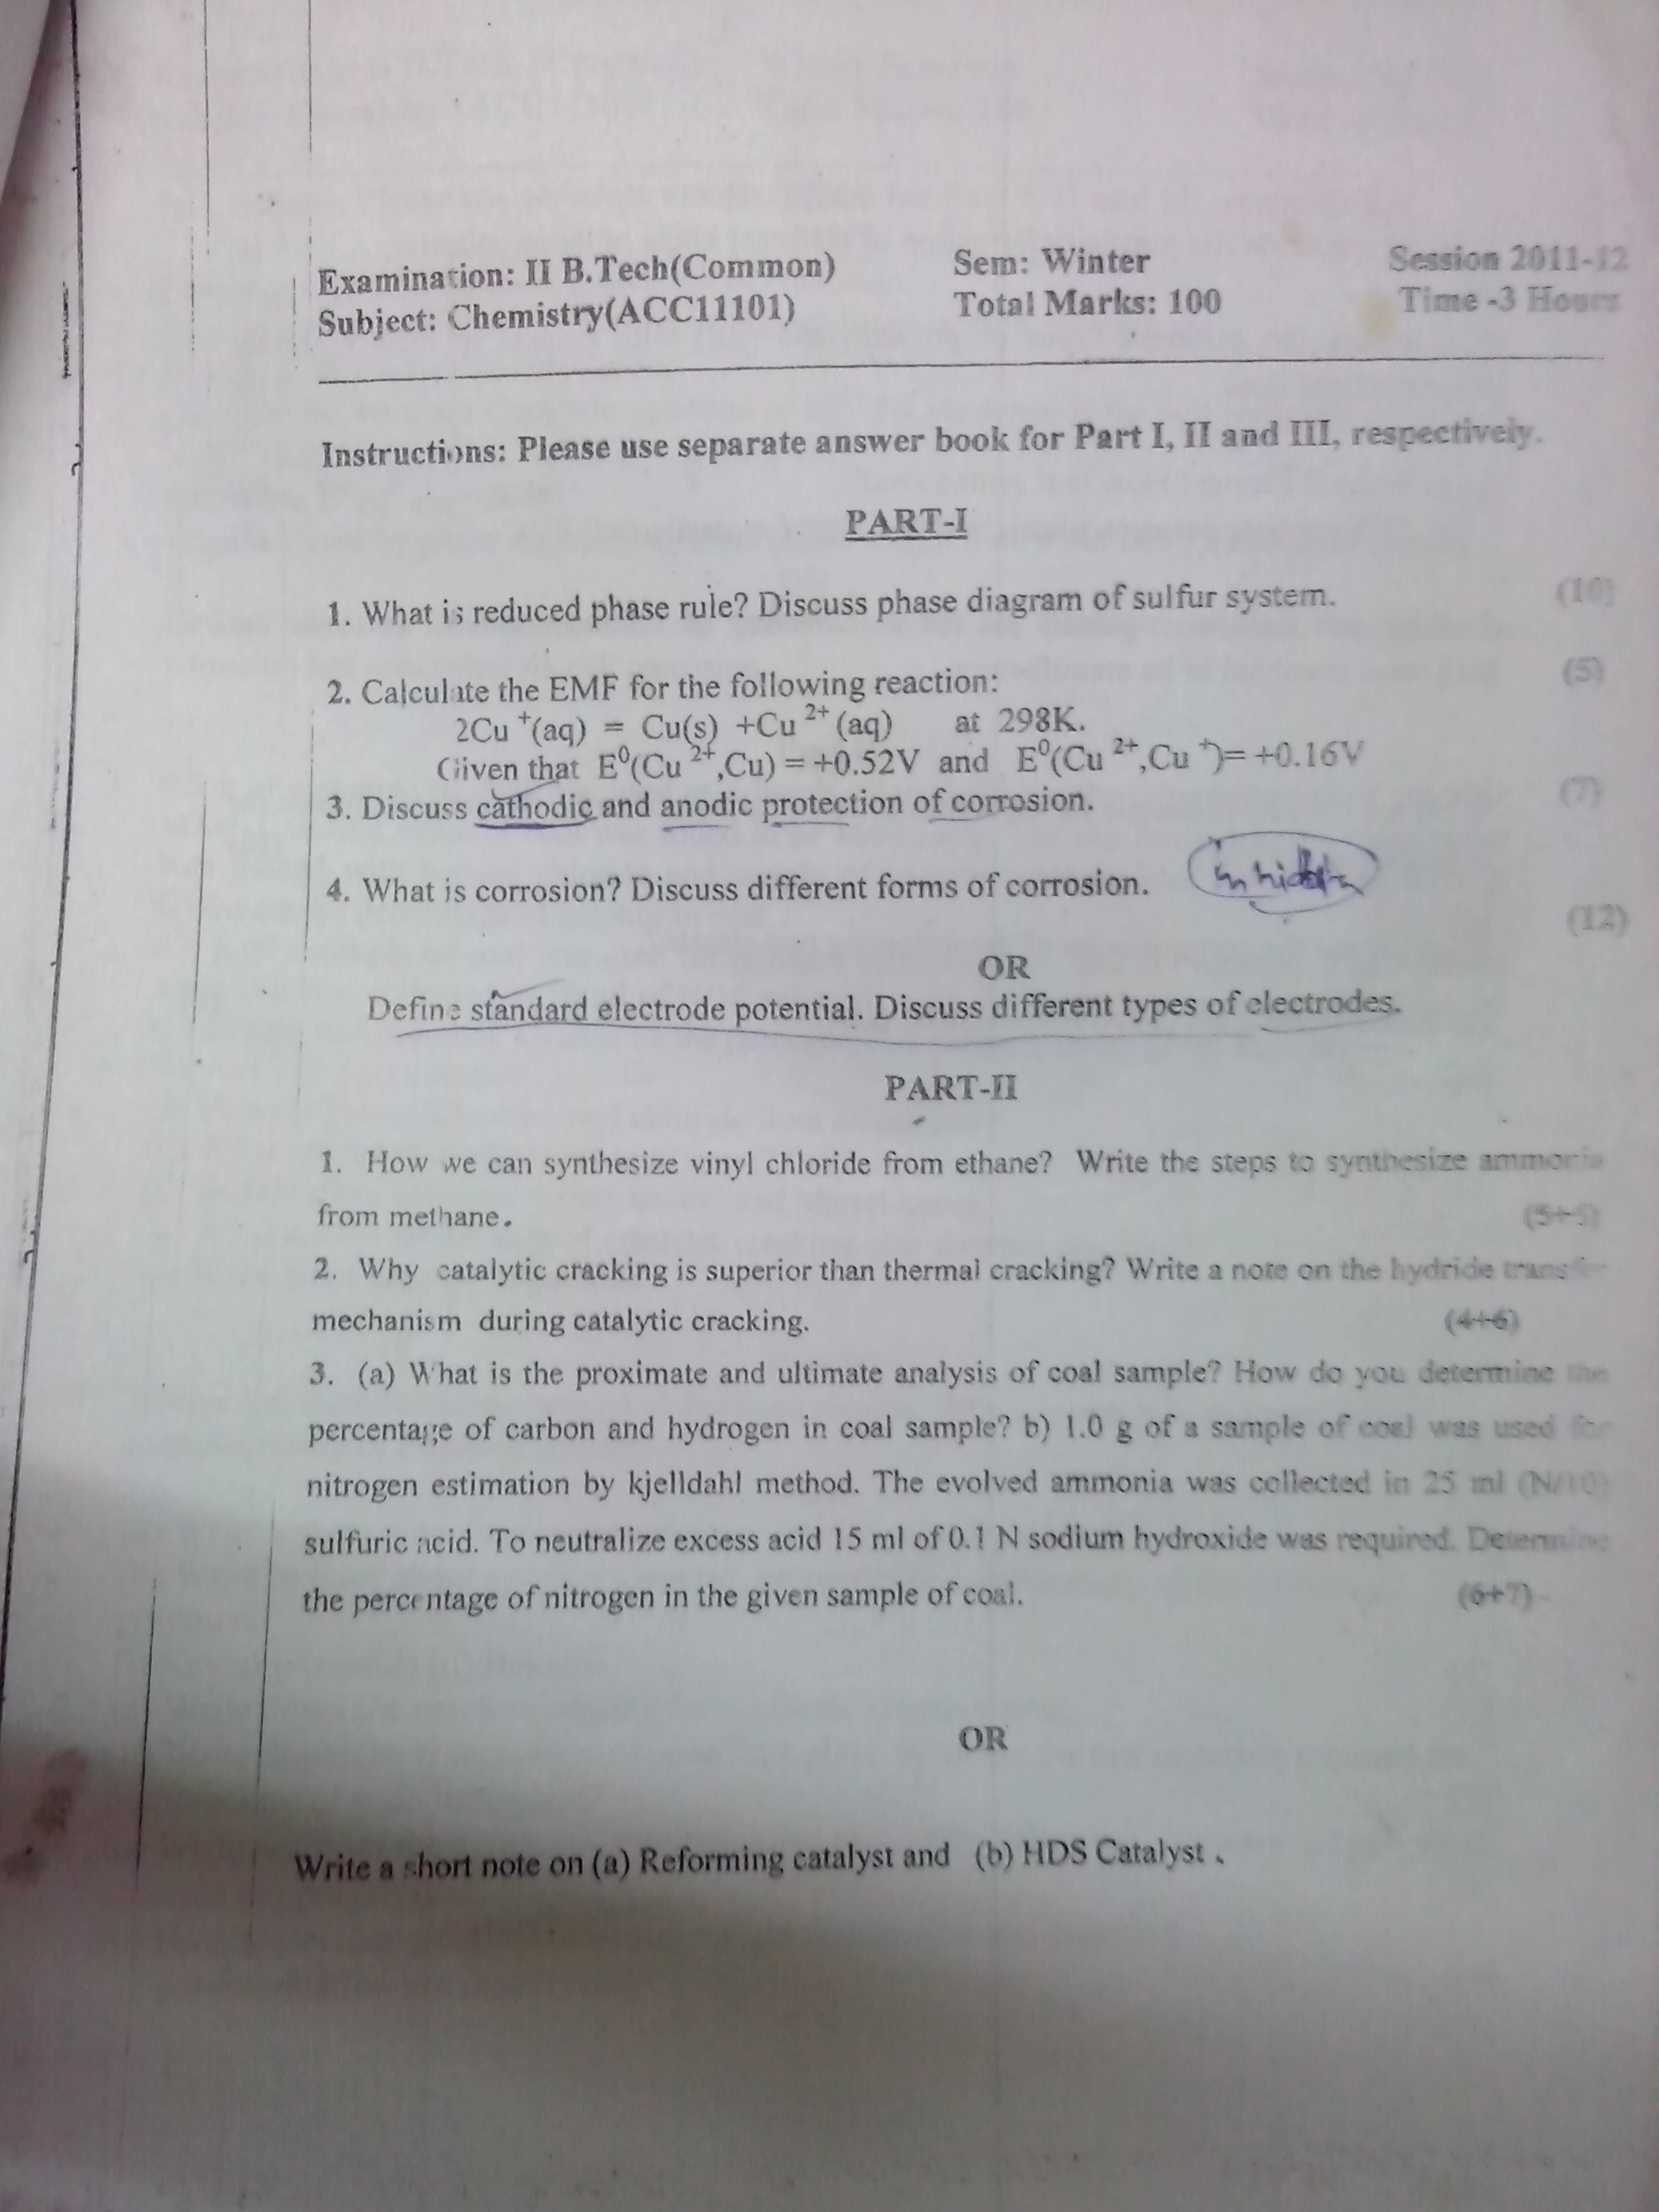 Examination: II B.Tech(Common) Sem: Winter Session 2011-12
Subject: Chemistry(ACC11101) Total Marks: 100 Time -3 Hours
Instructions: Please use separate answer book for Part I, II and III, respectively.
PART-I
1. What is reduced phase rule? Discuss phase diagram of sulfur system. (10)
2. Calculate the EMF for the following reaction: (5)
2Cu⁺(aq) = Cu(s) +Cu²⁺(aq) at 298K.
Given that E⁰(Cu²⁺,Cu) = +0.52V and E⁰(Cu²⁺,Cu⁺)= +0.16V
3. Discuss cathodic and anodic protection of corrosion. (7)
4. What is corrosion? Discuss different forms of corrosion.
(12)
OR
Define standard electrode potential. Discuss different types of electrodes.
PART-II
1. How we can synthesize vinyl chloride from ethane? Write the steps to synthesize ammonia
from methane. (5+5)
2. Why catalytic cracking is superior than thermal cracking? Write a note on the hydride transfer
mechanism during catalytic cracking. (4+6)
3. (a) What is the proximate and ultimate analysis of coal sample? How do you determine the
percentage of carbon and hydrogen in coal sample? b) 1.0 g of a sample of coal was used for
nitrogen estimation by kjelldahl method. The evolved ammonia was collected in 25 ml (N/10)
sulfuric acid. To neutralize excess acid 15 ml of 0.1 N sodium hydroxide was required. Determine
the percentage of nitrogen in the given sample of coal. (6+7)
OR
Write a short note on (a) Reforming catalyst and (b) HDS Catalyst.